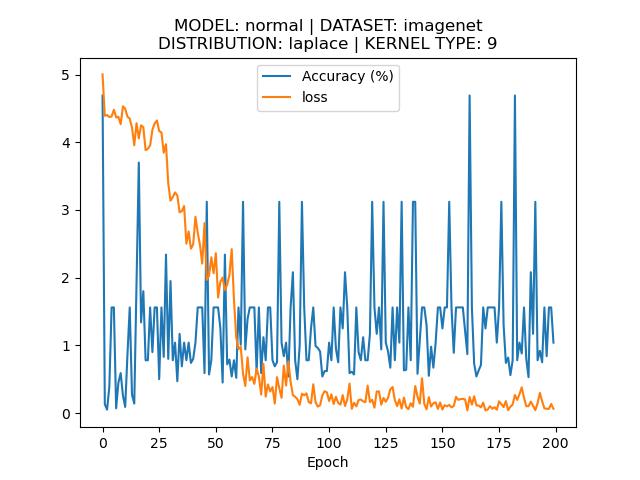 MODEL: normal | DATASET: imagenet
DISTRIBUTION: laplace | KERNEL TYPE: 9
Accuracy (%)
loss
5
4
3
2
1
0
0 25 50 75 100 125 150 175 200
Epoch